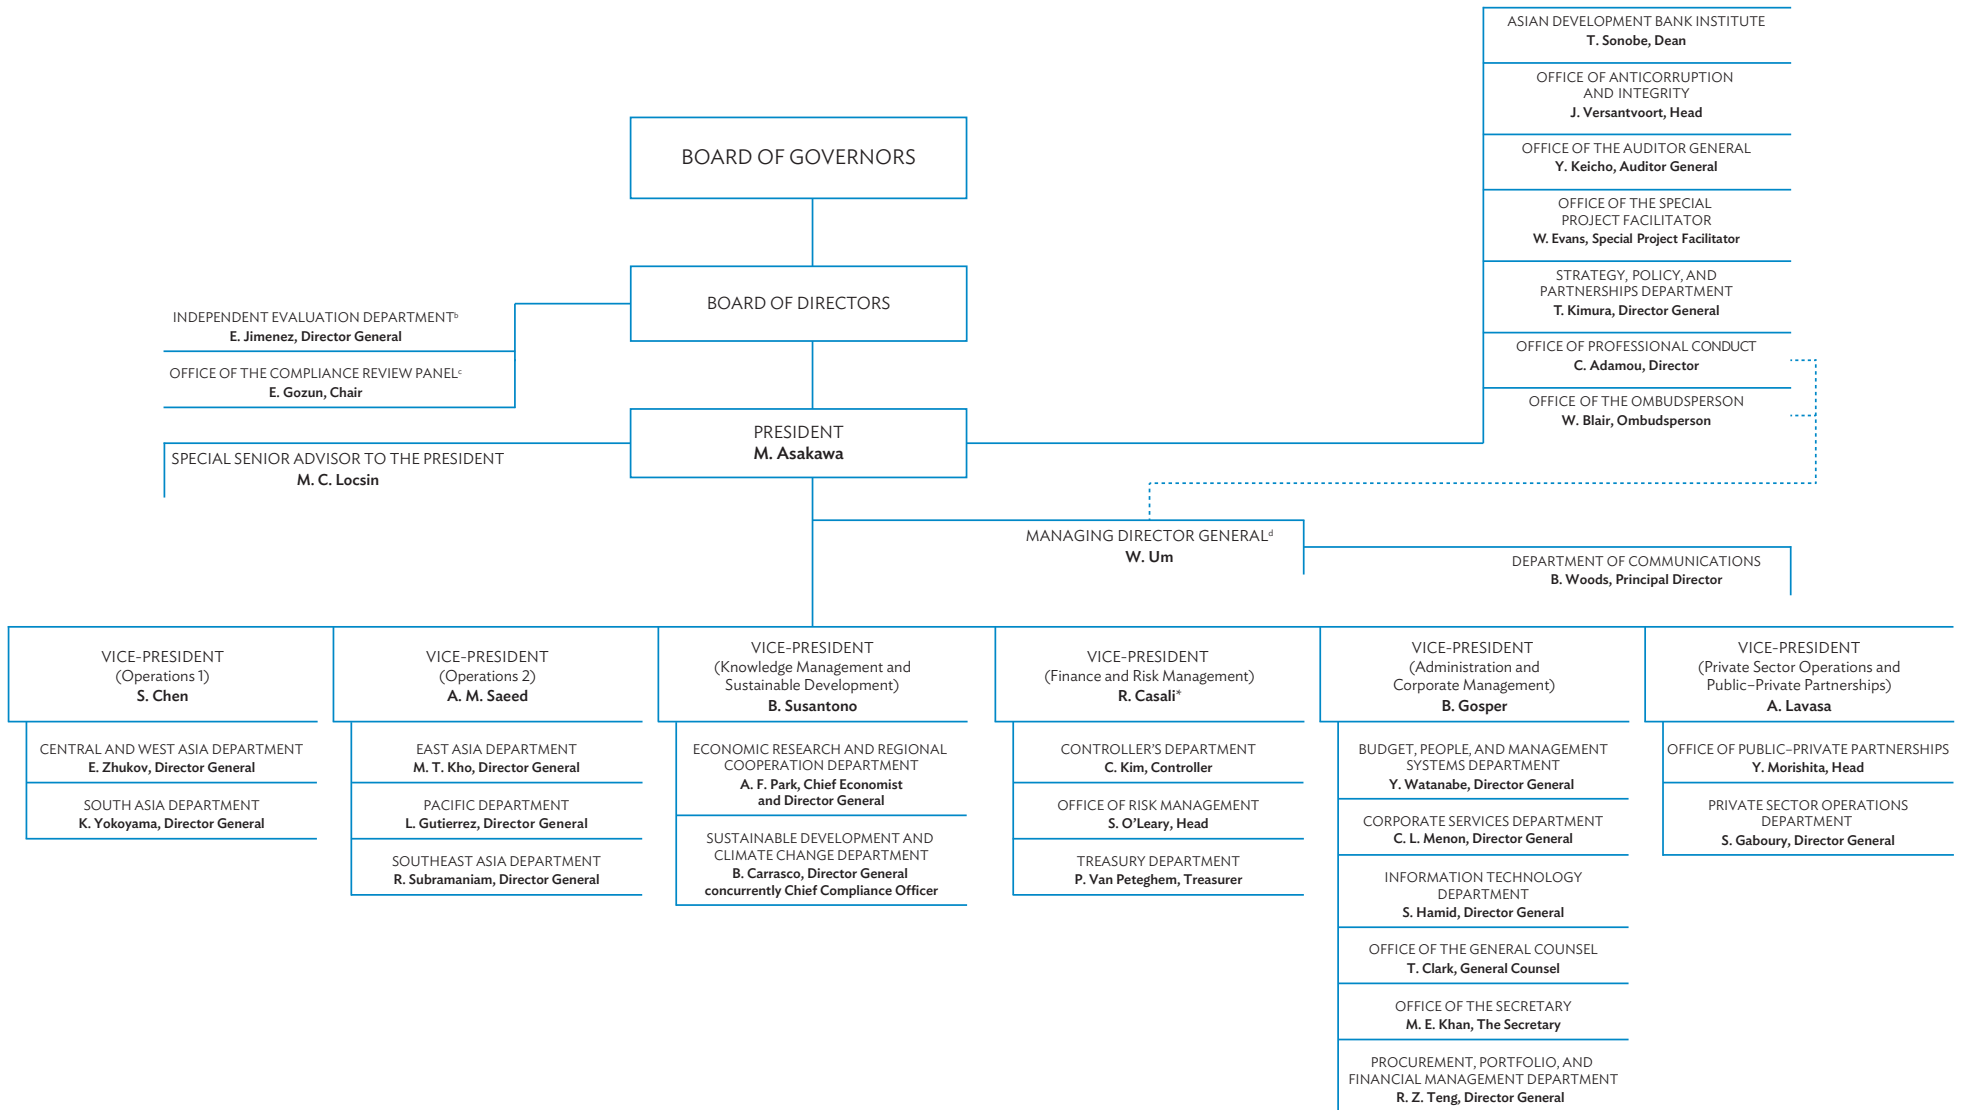 ASIAN DEVELOPMENT BANK INSTITUTE
T. Sonobe, Dean
OFFICE OF ANTICORRUPTION
AND INTEGRITY
J. Versantvoort, Head
OFFICE OF THE AUDITOR GENERAL
Y. Keicho, Auditor General
OFFICE OF THE SPECIAL
PROJECT FACILITATOR
W. Evans, Special Project Facilitator
STRATEGY, POLICY, AND
PARTNERSHIPS DEPARTMENT
T. Kimura, Director General
OFFICE OF PROFESSIONAL CONDUCT
C. Adamou, Director
OFFICE OF THE OMBUDSPERSON
W. Blair, Ombudsperson
BOARD OF GOVERNORS
BOARD OF DIRECTORS
INDEPENDENT EVALUATION DEPARTMENTᵇ
E. Jimenez, Director General
OFFICE OF THE COMPLIANCE REVIEW PANELᶜ
E. Gozun, Chair
PRESIDENT
M. Asakawa
SPECIAL SENIOR ADVISOR TO THE PRESIDENT
M. C. Locsin
MANAGING DIRECTOR GENERALᵈ
W. Um
DEPARTMENT OF COMMUNICATIONS
B. Woods, Principal Director
VICE-PRESIDENT
(Operations 1)
S. Chen
CENTRAL AND WEST ASIA DEPARTMENT
E. Zhukov, Director General
SOUTH ASIA DEPARTMENT
K. Yokoyama, Director General
VICE-PRESIDENT
(Operations 2)
A. M. Saeed
EAST ASIA DEPARTMENT
M. T. Kho, Director General
PACIFIC DEPARTMENT
L. Gutierrez, Director General
SOUTHEAST ASIA DEPARTMENT
R. Subramaniam, Director General
VICE-PRESIDENT
(Knowledge Management and
Sustainable Development)
B. Susantono
ECONOMIC RESEARCH AND REGIONAL
COOPERATION DEPARTMENT
A. F. Park, Chief Economist
and Director General
SUSTAINABLE DEVELOPMENT AND
CLIMATE CHANGE DEPARTMENT
B. Carrasco, Director General
concurrently Chief Compliance Officer
VICE-PRESIDENT
(Finance and Risk Management)
R. Casali*
CONTROLLER'S DEPARTMENT
C. Kim, Controller
OFFICE OF RISK MANAGEMENT
S. O'Leary, Head
TREASURY DEPARTMENT
P. Van Peteghem, Treasurer
VICE-PRESIDENT
(Administration and
Corporate Management)
B. Gosper
BUDGET, PEOPLE, AND MANAGEMENT
SYSTEMS DEPARTMENT
Y. Watanabe, Director General
CORPORATE SERVICES DEPARTMENT
C. L. Menon, Director General
INFORMATION TECHNOLOGY
DEPARTMENT
S. Hamid, Director General
OFFICE OF THE GENERAL COUNSEL
T. Clark, General Counsel
OFFICE OF THE SECRETARY
M. E. Khan, The Secretary
PROCUREMENT, PORTFOLIO, AND
FINANCIAL MANAGEMENT DEPARTMENT
R. Z. Teng, Director General
VICE-PRESIDENT
(Private Sector Operations and
Public–Private Partnerships)
A. Lavasa
OFFICE OF PUBLIC–PRIVATE PARTNERSHIPS
Y. Morishita, Head
PRIVATE SECTOR OPERATIONS
DEPARTMENT
S. Gaboury, Director General